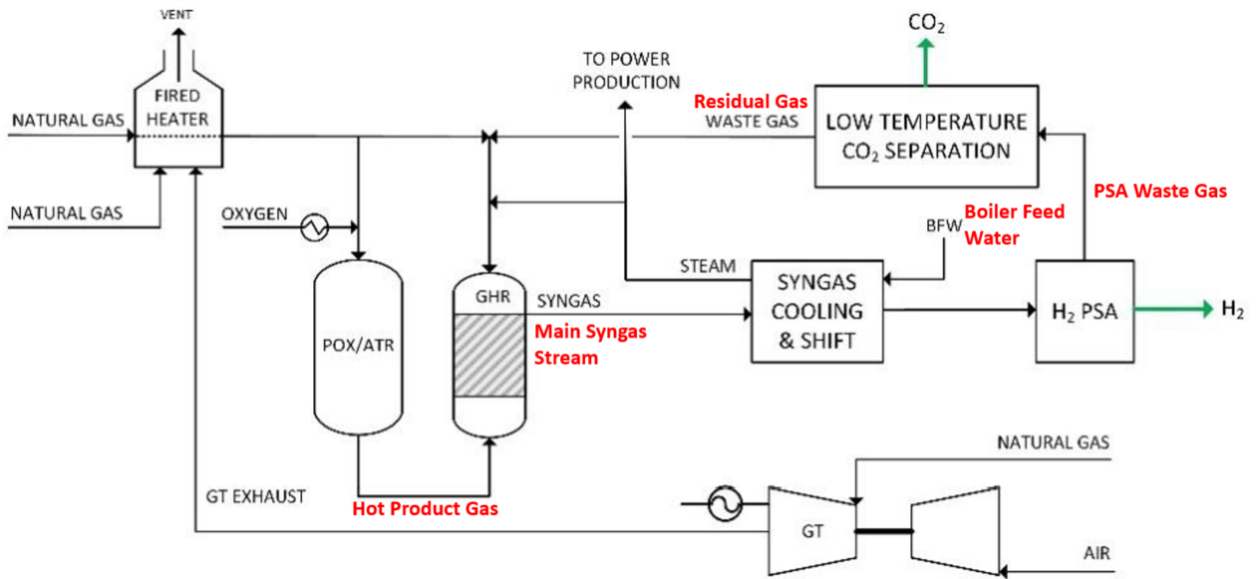 VENT
FIRED
HEATER
NATURAL GAS
NATURAL GAS
OXYGEN
TO POWER
PRODUCTION
Residual Gas
WASTE GAS
CO₂
LOW TEMPERATURE
CO₂ SEPARATION
PSA Waste Gas
BFW
Boiler Feed
Water
STEAM
GHR
SYNGAS
Main Syngas
Stream
POX/ATR
SYNGAS
COOLING
& SHIFT
H₂ PSA
H₂
Hot Product Gas
GT EXHAUST
NATURAL GAS
GT
AIR